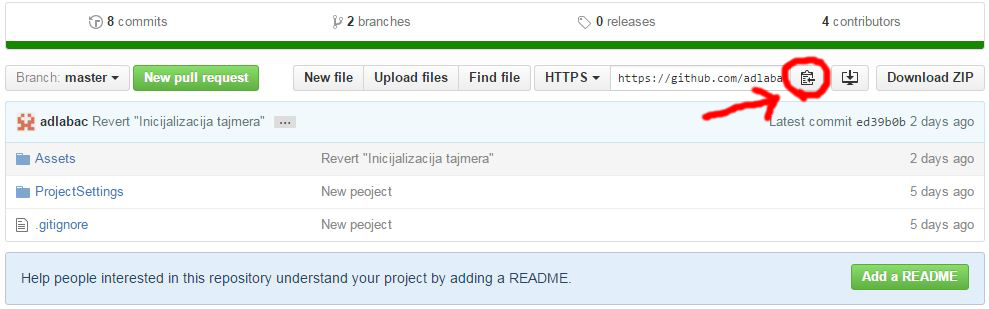 8 commits 2 branches 0 releases 4 contributors
Branch: master New pull request New file Upload files Find file HTTPS https://github.com/adlaba Download ZIP
adlabac Revert "Inicijalizacija tajmera" ... Latest commit ed39b0b 2 days ago
Assets Revert "Inicijalizacija tajmera" 2 days ago
ProjectSettings New peoject 5 days ago
.gitignore New peoject 5 days ago
Help people interested in this repository understand your project by adding a README. Add a README